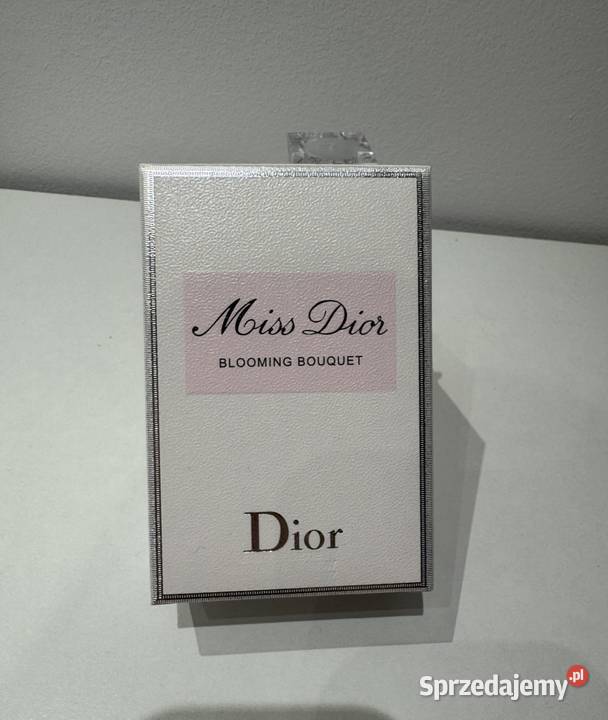 Miss Dior
BLOOMING BOUQUET
Dior
Sprzedajemy.pl